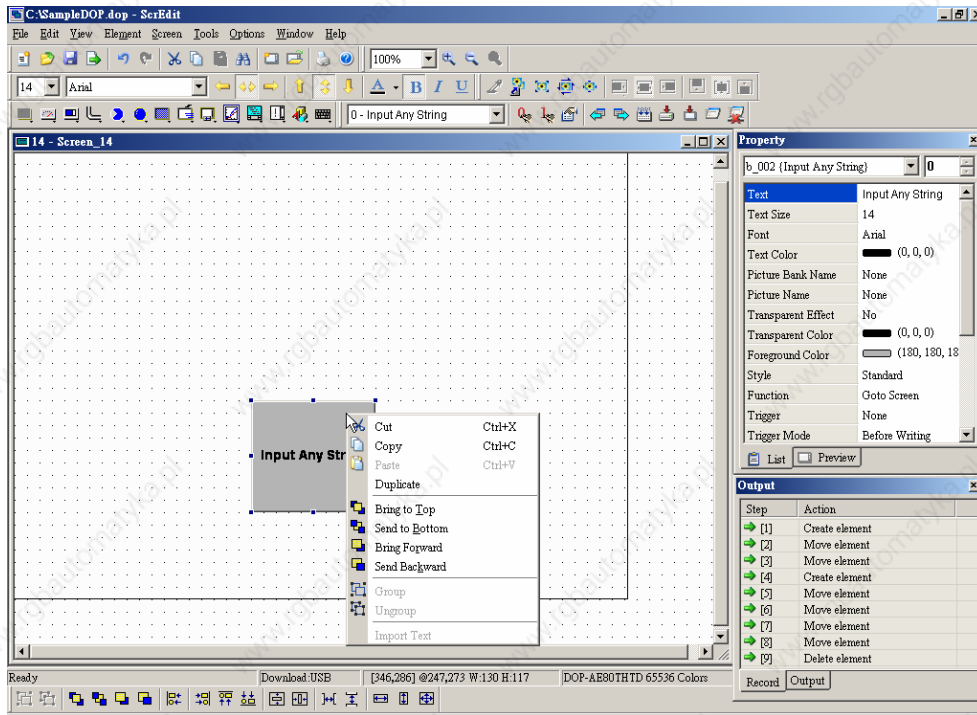 C:\SampleDOP.dop - ScrEdit
File Edit View Element Screen Tools Options Window Help
100%
14 Arial A B I U
0 - Input Any String
14 - Screen_14
Input Any Str
Cut Ctrl+X
Copy Ctrl+C
Paste Ctrl+V
Duplicate
Bring to Top
Send to Bottom
Bring Forward
Send Backward
Group
Ungroup
Import Text
Property
b_002 {Input Any String} 0
Text Input Any String
Text Size 14
Font Arial
Text Color (0, 0, 0)
Picture Bank Name None
Picture Name None
Transparent Effect No
Transparent Color (0, 0, 0)
Foreground Color (180, 180, 18
Style Standard
Function Goto Screen
Trigger None
Trigger Mode Before Writing
List Preview
Output
Step Action
[1] Create element
[2] Move element
[3] Move element
[4] Create element
[5] Move element
[6] Move element
[7] Move element
[8] Move element
[9] Delete element
Record Output
Ready Download:USB [346,286] @247,273 W:130 H:117 DOP-AE80THTD 65536 Colors
www.rgbautomatyka.pl